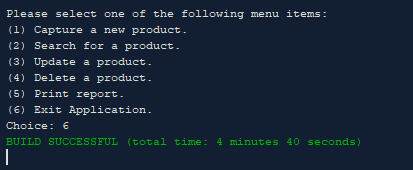 Please select one of the following menu items:
(1) Capture a new product.
(2) Search for a product.
(3) Update a product.
(4) Delete a product.
(5) Print report.
(6) Exit Application.
Choice: 6
BUILD SUCCESSFUL (total time: 4 minutes 40 seconds)